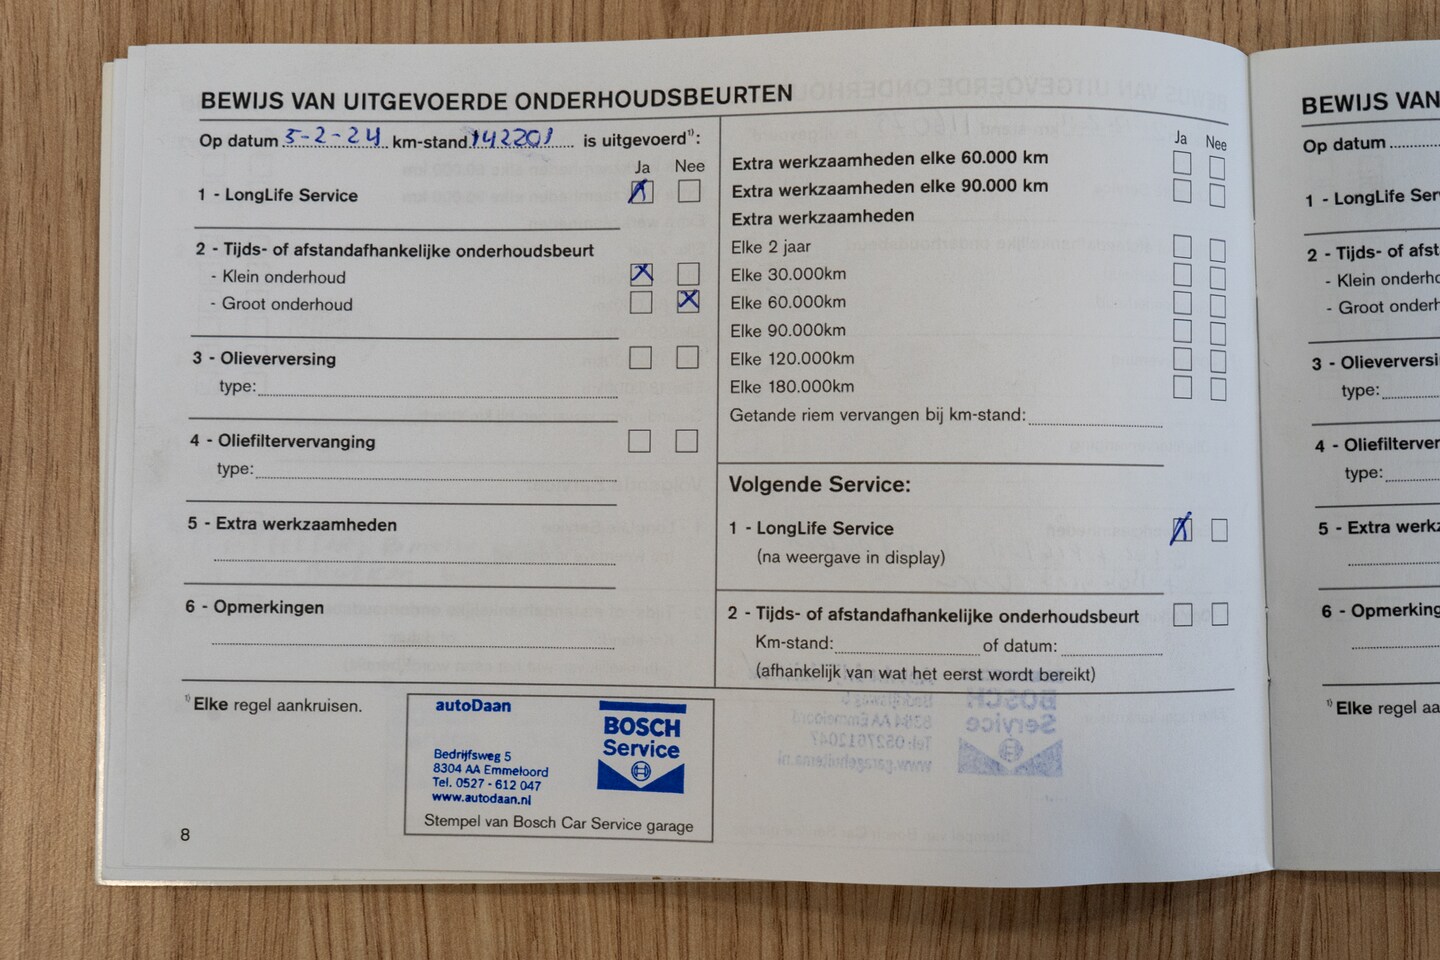 BEWIJS VAN UITGEVOERDE ONDERHOUDSBEURTEN
Op datum 5-2-24 km-stand 142201 is uitgevoerd¹⁾:
Ja Nee
1 - LongLife Service
2 - Tijds- of afstandafhankelijke onderhoudsbeurt
- Klein onderhoud
- Groot onderhoud
3 - Olieverversing
type:
4 - Oliefiltervervanging
type:
5 - Extra werkzaamheden
6 - Opmerkingen
¹⁾ Elke regel aankruisen.
autoDaan
Bedrijfsweg 5
8304 AA Emmeloord
Tel. 0527 - 612 047
www.autodaan.nl
BOSCH
Service
Stempel van Bosch Car Service garage
8
Ja Nee
Extra werkzaamheden elke 60.000 km
Extra werkzaamheden elke 90.000 km
Extra werkzaamheden
Elke 2 jaar
Elke 30.000km
Elke 60.000km
Elke 90.000km
Elke 120.000km
Elke 180.000km
Getande riem vervangen bij km-stand:
Volgende Service:
1 - LongLife Service
(na weergave in display)
2 - Tijds- of afstandafhankelijke onderhoudsbeurt
Km-stand: of datum:
(afhankelijk van wat het eerst wordt bereikt)
BEWIJS VAN
Op datum
1 - LongLife Ser
2 - Tijds- of afst
- Klein onderho
- Groot onderh
3 - Olieverversi
type:
4 - Oliefilterver
type:
5 - Extra werkz
6 - Opmerking
¹⁾ Elke regel aa